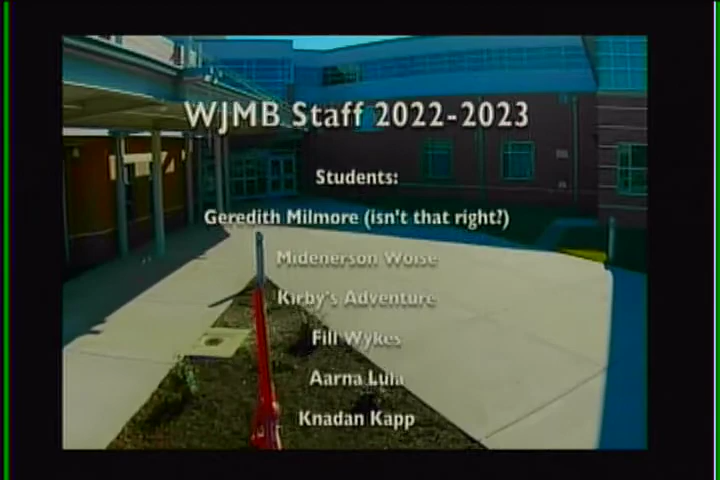 WJMB Staff 2022-2023
Students:
Geredith Milmore (isn't that right?)
Midenerson Woise
Kirby's Adventure
Fill Wykes
Aarna Lula
Knadan Kapp